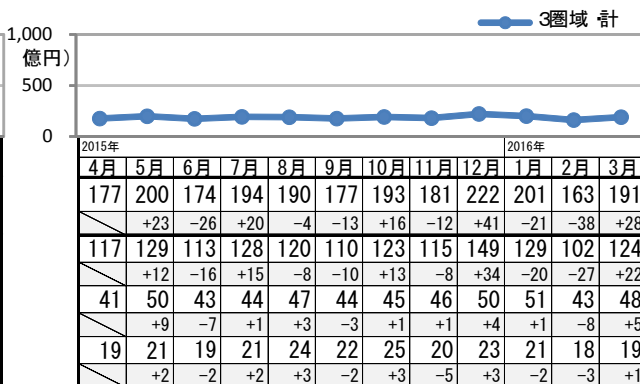 3圏域・計
1,000
億円）
500
0
2015年 2016年
4月 5月 6月 7月 8月 9月 10月 11月 12月 1月 2月 3月
177 200 174 194 190 177 193 181 222 201 163 191
+23 −26 +20 −4 −13 +16 −12 +41 −21 −38 +28
117 129 113 128 120 110 123 115 149 129 102 124
+12 −16 +15 −8 −10 +13 −8 +34 −20 −27 +22
41 50 43 44 47 44 45 46 50 51 43 48
+9 −7 +1 +3 −3 +1 +1 +4 +1 −8 +5
19 21 19 21 24 22 25 20 23 21 18 19
+2 −2 +2 +3 −2 +3 −5 +3 −2 −3 +1